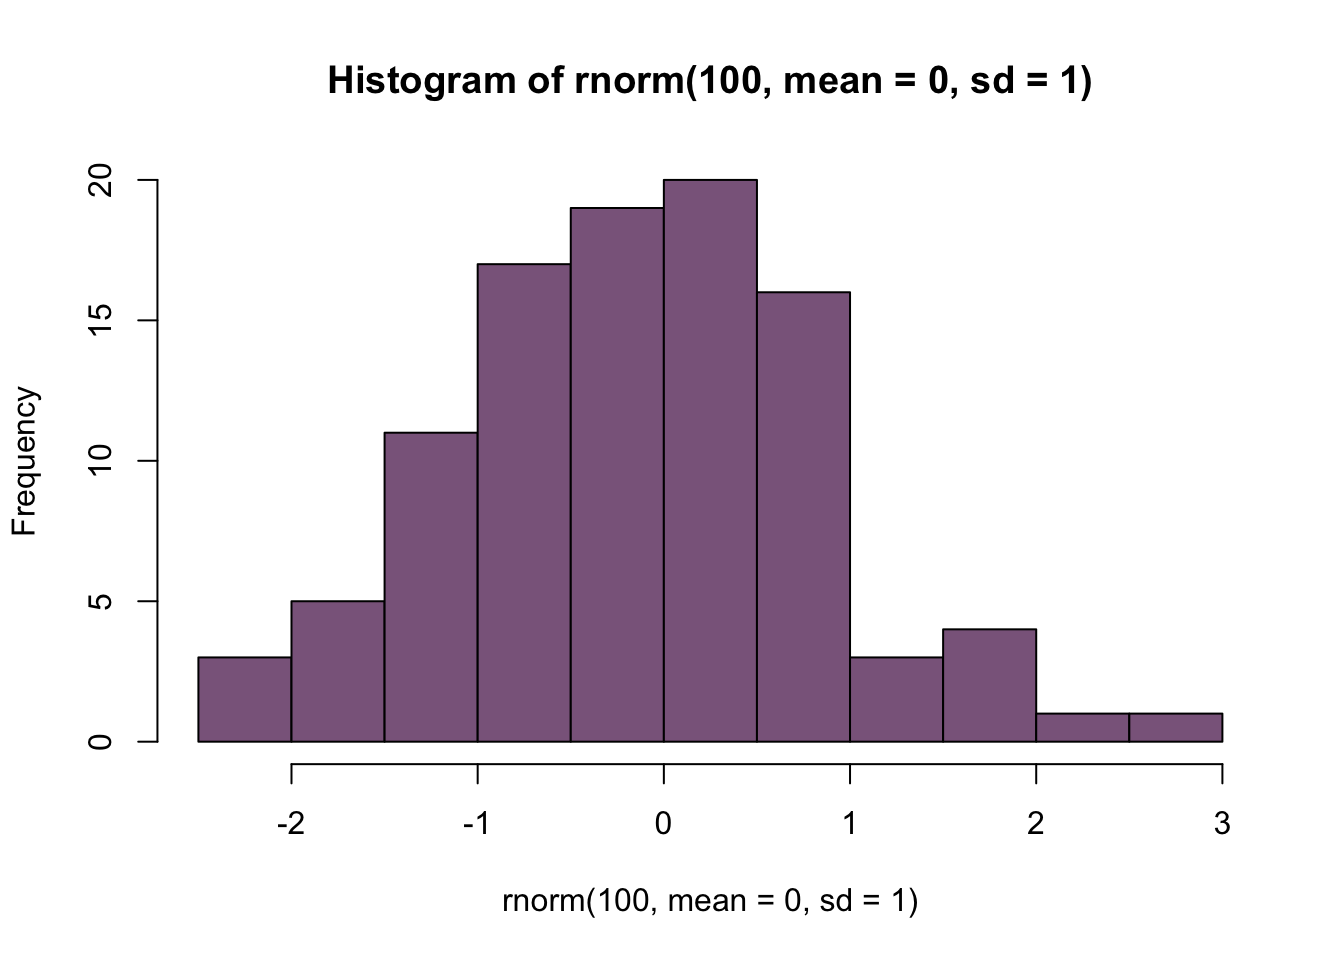 Histogram of rnorm(100, mean = 0, sd = 1)
20
15
10
5
0
Frequency
-2 -1 0 1 2 3
rnorm(100, mean = 0, sd = 1)